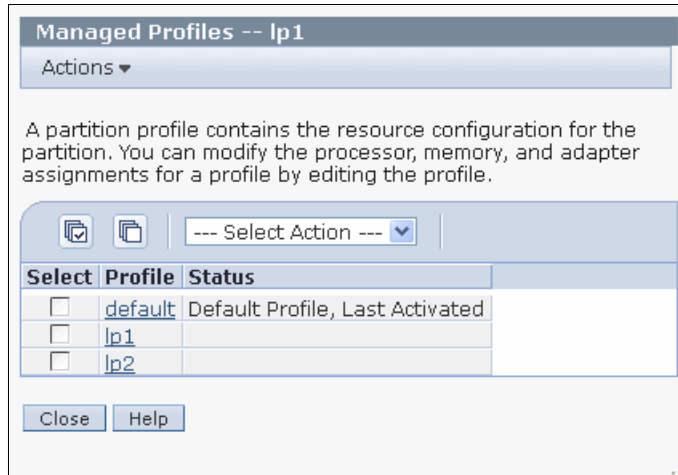 Managed Profiles -- lp1
Actions
A partition profile contains the resource configuration for the
partition. You can modify the processor, memory, and adapter
assignments for a profile by editing the profile.
--- Select Action ---
Select Profile Status
default Default Profile, Last Activated
lp1
lp2
Close Help